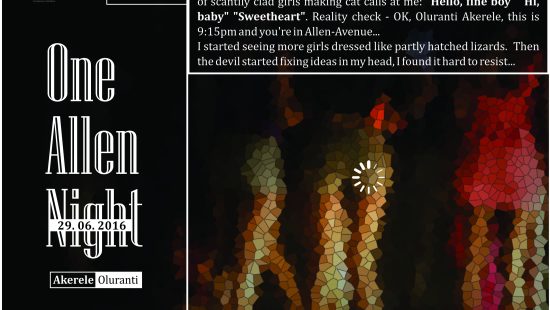 of scantily clad girls making cat calls at me: "Hello, fine boy" "Hi,
baby" "Sweetheart". Reality check - OK, Oluranti Akerele, this is
9:15pm and you're in Allen-Avenue...
I started seeing more girls dressed like partly hatched lizards. Then
the devil started fixing ideas in my head, I found it hard to resist...
One
Allen
Night
29. 06. 2016
Akerele Oluranti